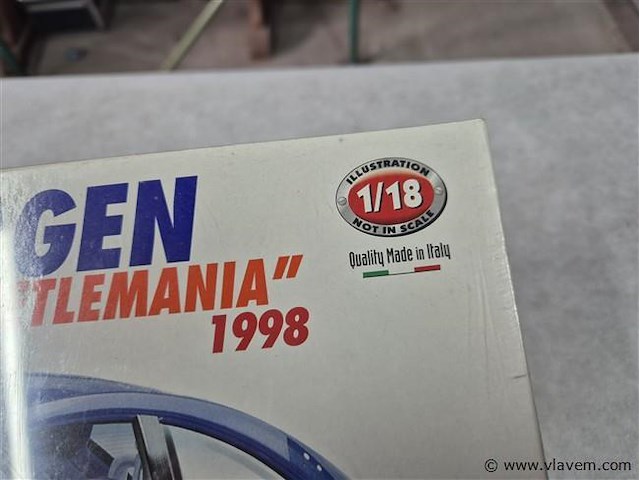 GEN
TLEMANIA"
1998
ILLUSTRATION
1/18
NOT IN SCALE
Quality Made in Italy
© www.vlavem.com